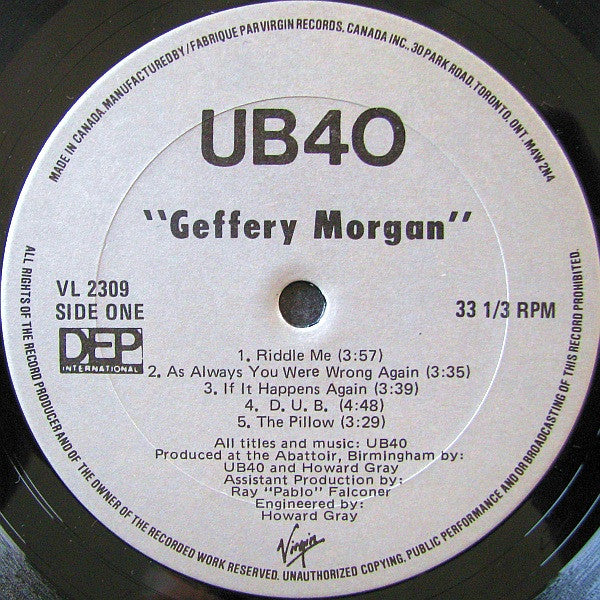 MADE IN CANADA. MANUFACTURED BY / FABRIQUE PAR VIRGIN RECORDS, CANADA INC., 30 PARK ROAD, TORONTO, ONT. M4W 2N4
UB40
"Geffery Morgan"
VL 2309
SIDE ONE
33 1/3 RPM
DEP
INTERNATIONAL
1. Riddle Me (3:57)
2. As Always You Were Wrong Again (3:35)
3. If It Happens Again (3:39)
4. D. U. B. (4:48)
5. The Pillow (3:29)
All titles and music: UB40
Produced at the Abattoir, Birmingham by:
UB40 and Howard Gray
Assistant Production by:
Ray "Pablo" Falconer
Engineered by:
Howard Gray
Virgin
ALL RIGHTS OF THE RECORD PRODUCER AND OF THE OWNER OF THE RECORDED WORK RESERVED. UNAUTHORIZED COPYING, PUBLIC PERFORMANCE AND/OR BROADCASTING OF THIS RECORD PROHIBITED.